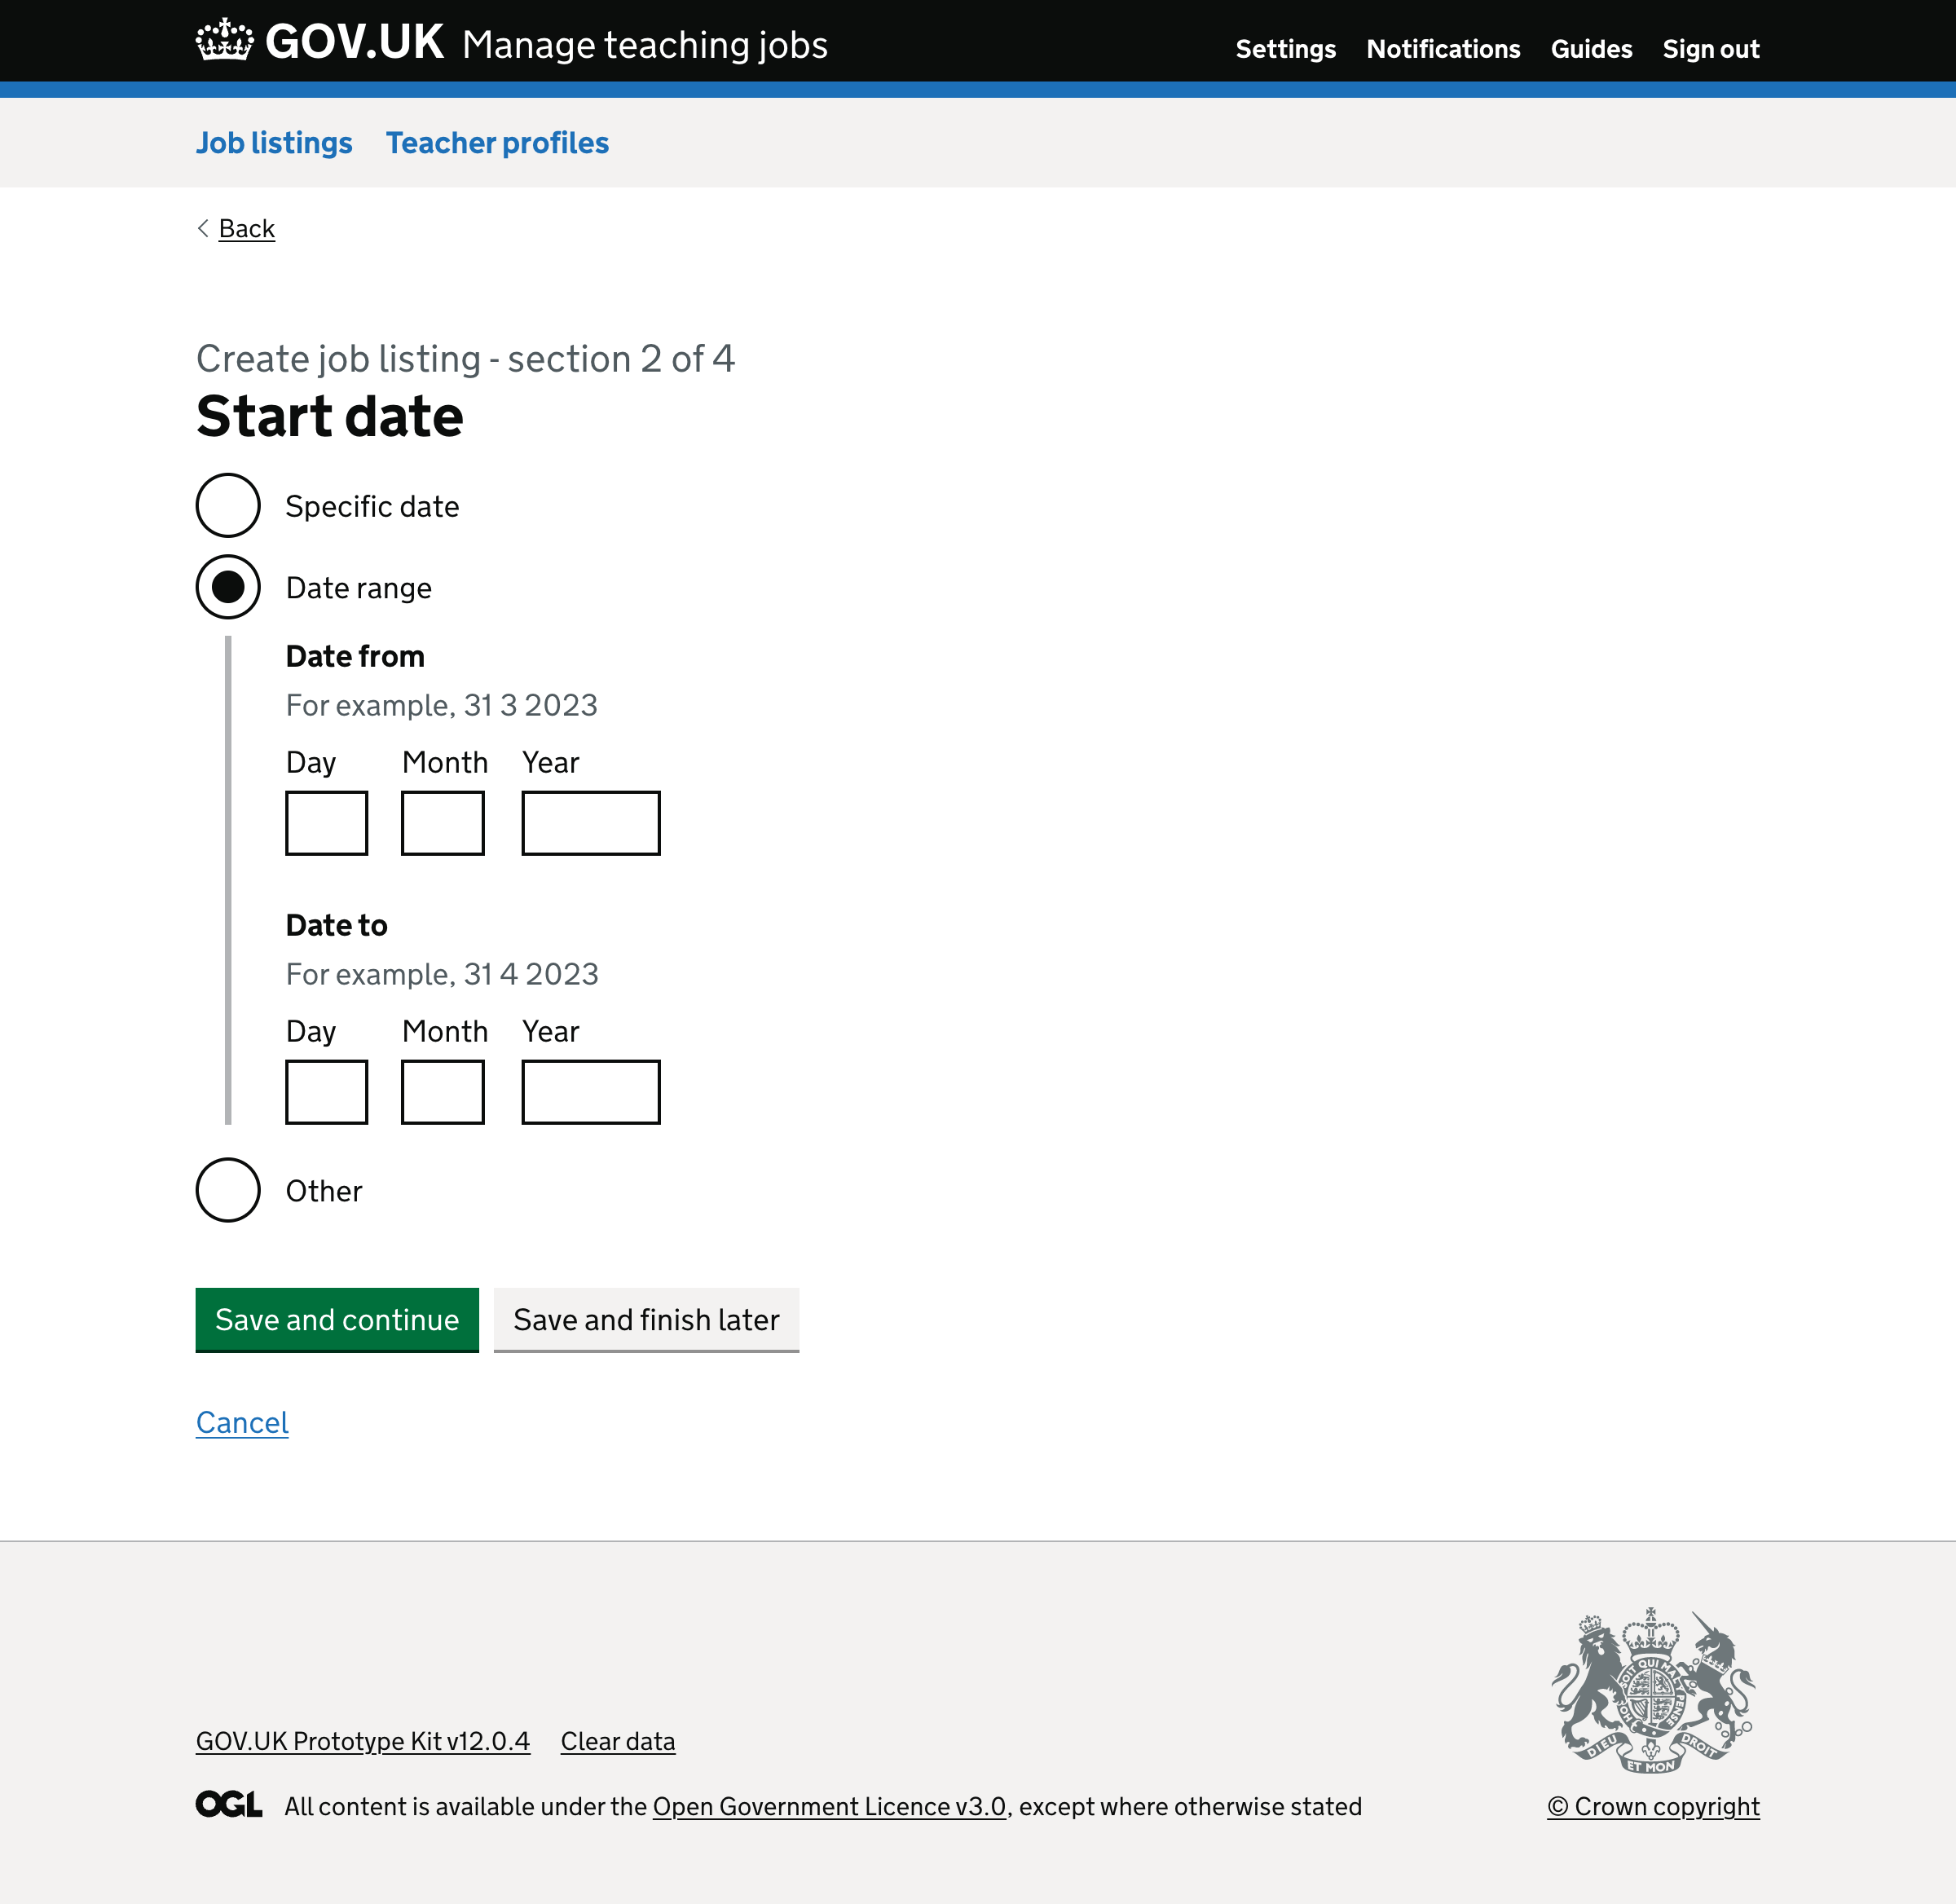 GOV.UK Manage teaching jobs Settings Notifications Guides Sign out
Job listings Teacher profiles
Back
Create job listing - section 2 of 4
Start date
Specific date
Date range
Date from
For example, 31 3 2023
Day Month Year
Date to
For example, 31 4 2023
Day Month Year
Other
Save and continue Save and finish later
Cancel
HONI SOIT QUI MAL Y PENSE
DIEU ET MON DROIT
GOV.UK Prototype Kit v12.0.4 Clear data
OGL All content is available under the Open Government Licence v3.0, except where otherwise stated © Crown copyright